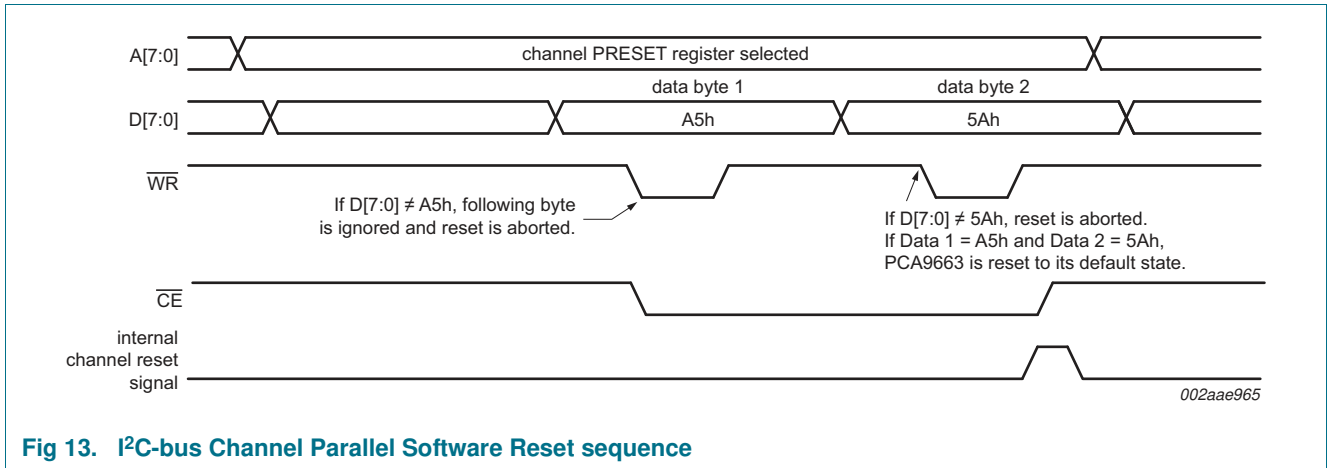 A[7:0]
channel PRESET register selected
data byte 1
data byte 2
D[7:0]
A5h
5Ah
WR
If D[7:0] ≠ A5h, following byte
is ignored and reset is aborted.
If D[7:0] ≠ 5Ah, reset is aborted.
If Data 1 = A5h and Data 2 = 5Ah,
PCA9663 is reset to its default state.
CE
internal
channel reset
signal
002aae965
Fig 13. I²C-bus Channel Parallel Software Reset sequence